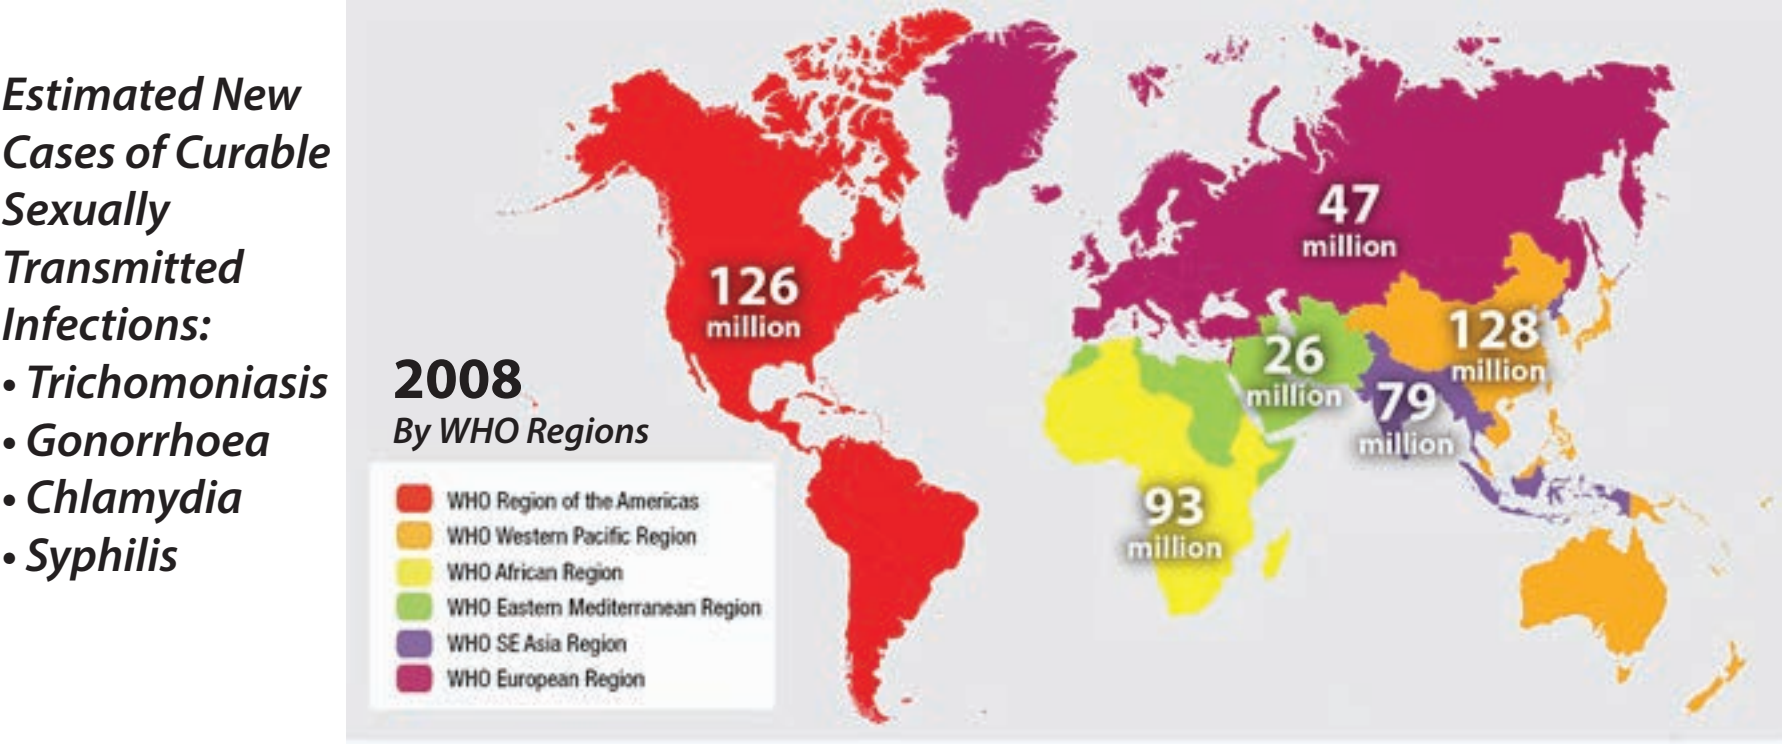 Estimated New
Cases of Curable
Sexually
Transmitted
Infections:
• Trichomoniasis
• Gonorrhoea
• Chlamydia
• Syphilis
2008
By WHO Regions
WHO Region of the Americas
WHO Western Pacific Region
WHO African Region
WHO Eastern Mediterranean Region
WHO SE Asia Region
WHO European Region
126
million
47
million
26
million
128
million
79
million
93
million